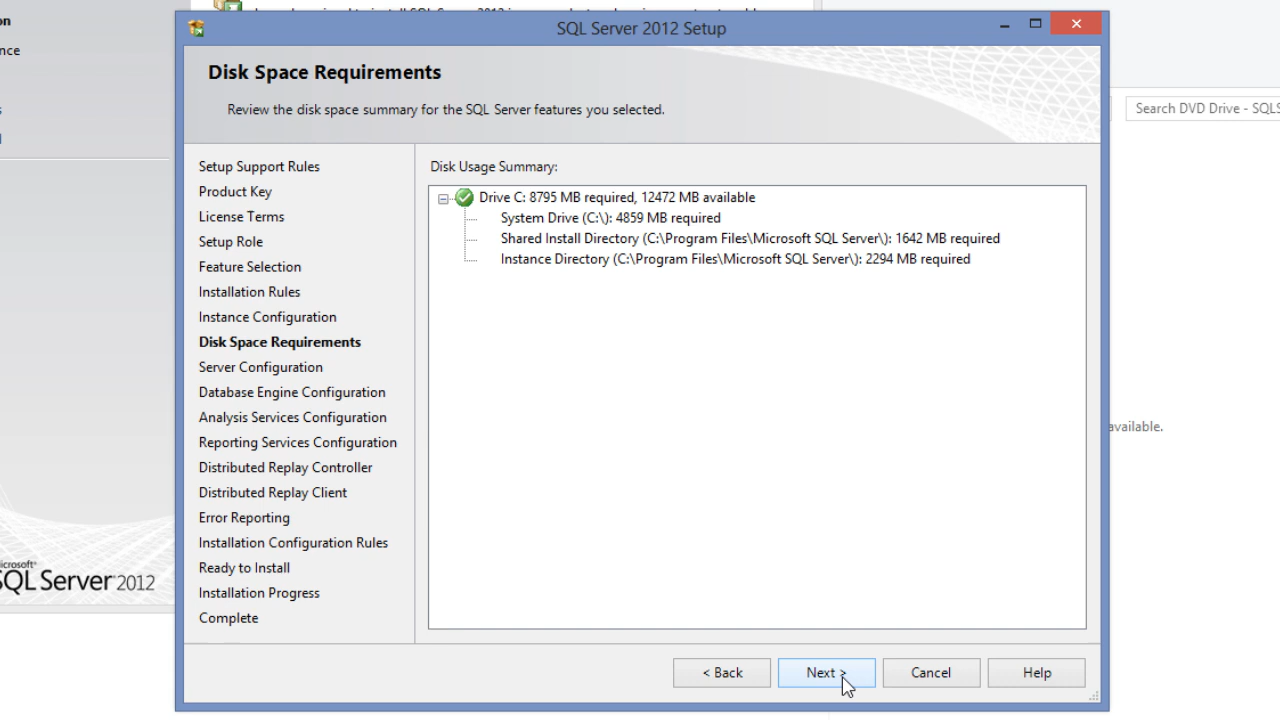 on
nce
SQL Server 2012 Setup
Disk Space Requirements
Review the disk space summary for the SQL Server features you selected.
Search DVD Drive - SQLS
Setup Support Rules
Product Key
License Terms
Setup Role
Feature Selection
Installation Rules
Instance Configuration
Disk Space Requirements
Server Configuration
Database Engine Configuration
Analysis Services Configuration
Reporting Services Configuration
Distributed Replay Controller
Distributed Replay Client
Error Reporting
Installation Configuration Rules
Ready to Install
Installation Progress
Complete
Disk Usage Summary:
Drive C: 8795 MB required, 12472 MB available
System Drive (C:\): 4859 MB required
Shared Install Directory (C:\Program Files\Microsoft SQL Server\): 1642 MB required
Instance Directory (C:\Program Files\Microsoft SQL Server\): 2294 MB required
available.
icrosoft
SQL Server 2012
< Back
Next >
Cancel
Help